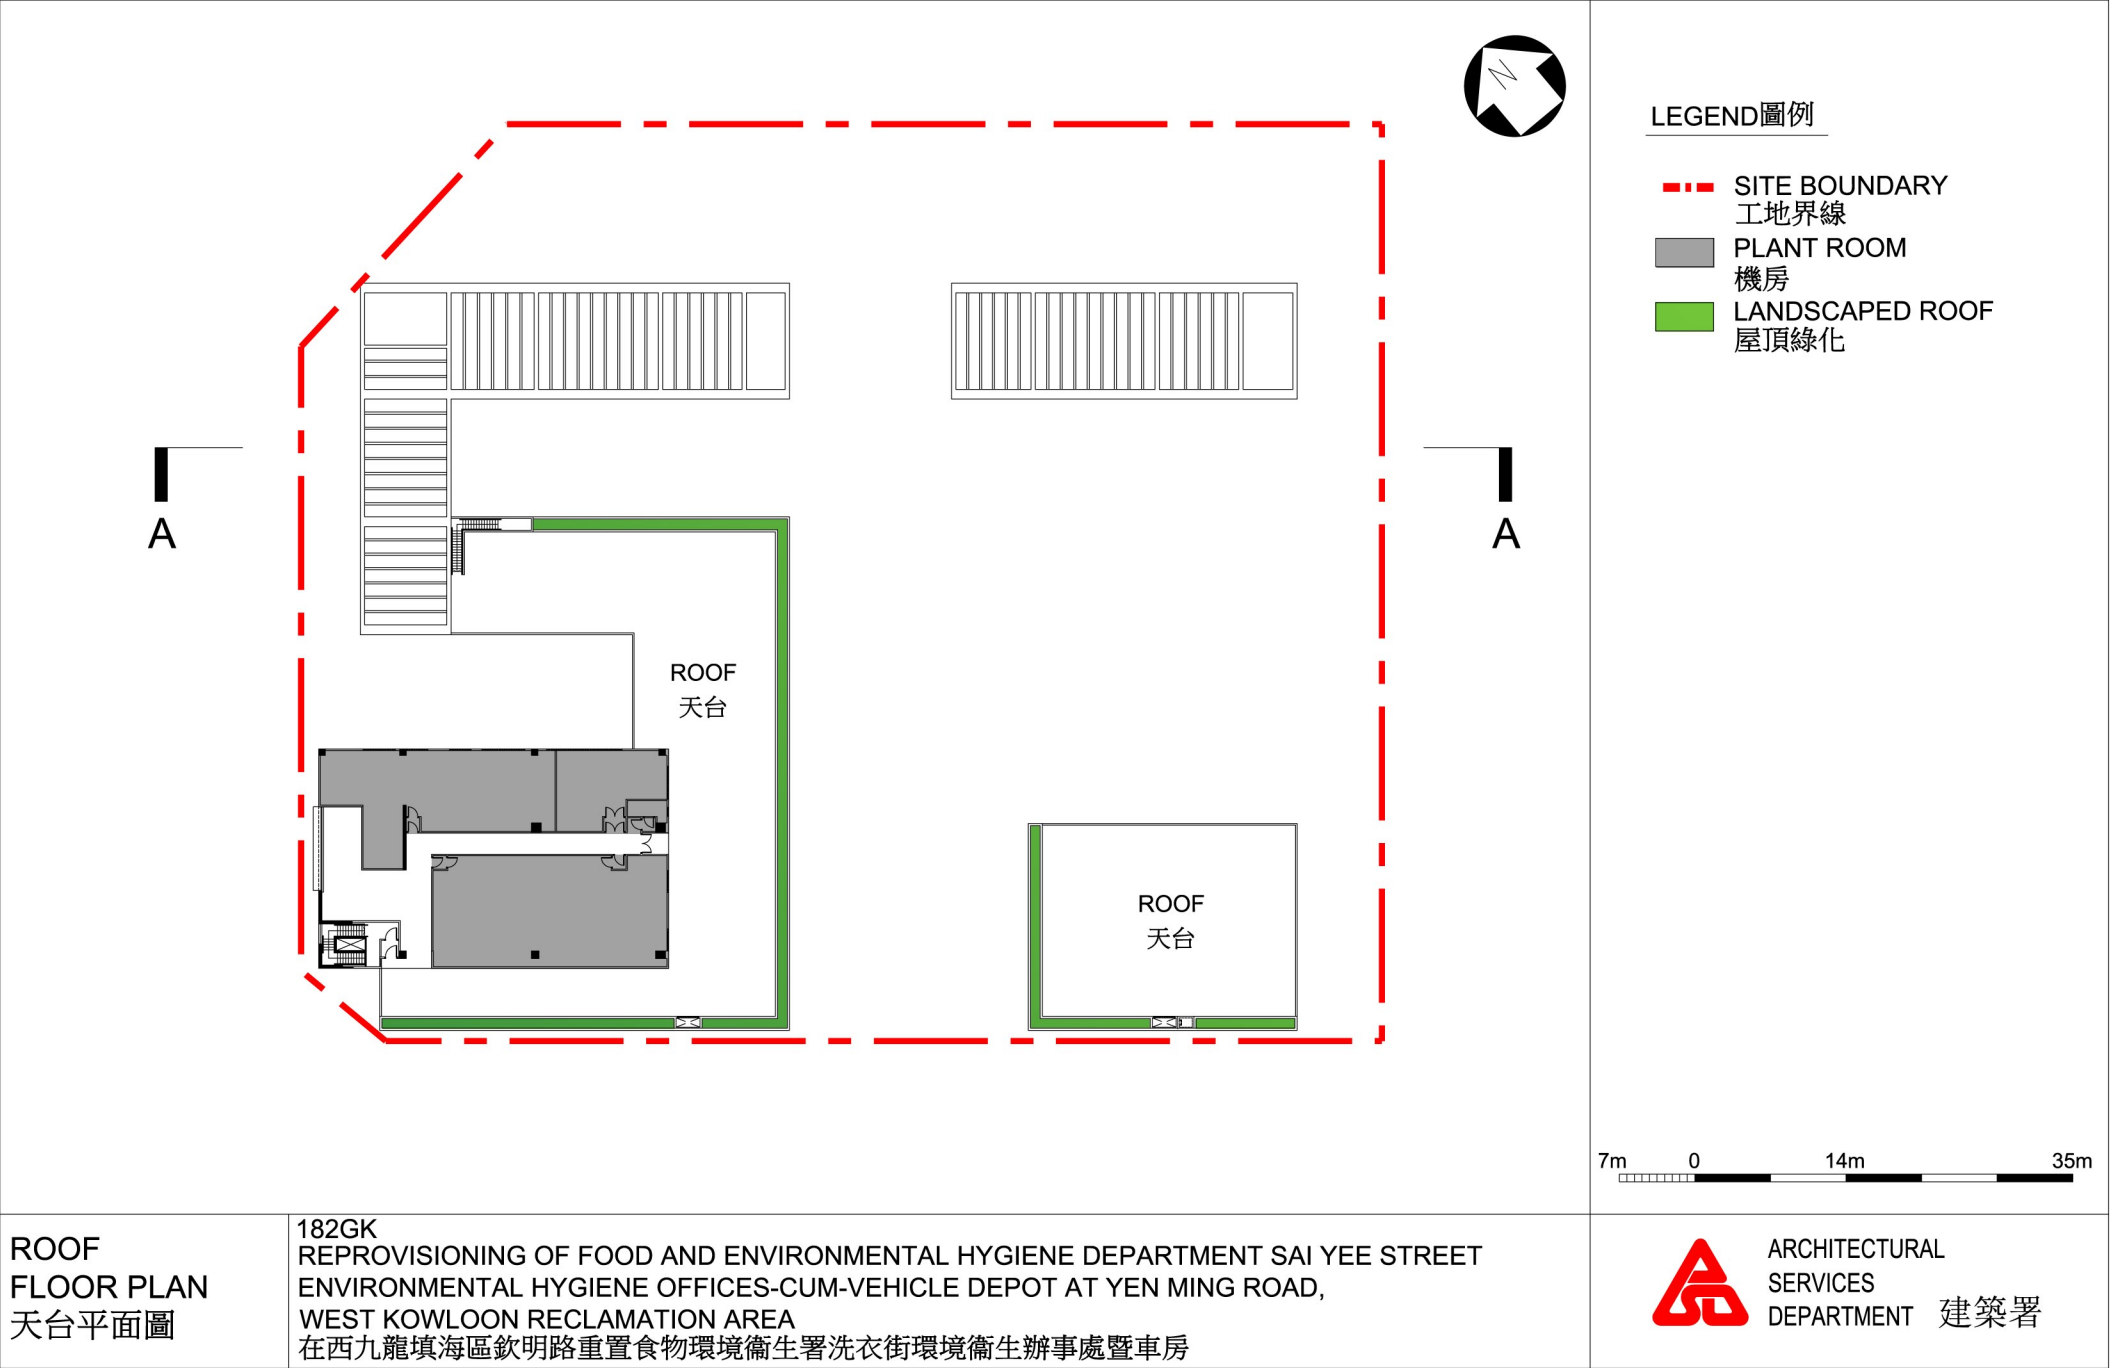 N
LEGEND圖例
SITE BOUNDARY
工地界線
PLANT ROOM
機房
LANDSCAPED ROOF
屋頂綠化
A
A
ROOF
天台
ROOF
天台
7m 0 14m 35m
ROOF
FLOOR PLAN
天台平面圖
182GK
REPROVISIONING OF FOOD AND ENVIRONMENTAL HYGIENE DEPARTMENT SAI YEE STREET
ENVIRONMENTAL HYGIENE OFFICES-CUM-VEHICLE DEPOT AT YEN MING ROAD,
WEST KOWLOON RECLAMATION AREA
在西九龍填海區欽明路重置食物環境衞生署洗衣街環境衞生辦事處暨車房
ARCHITECTURAL
SERVICES
DEPARTMENT 建築署